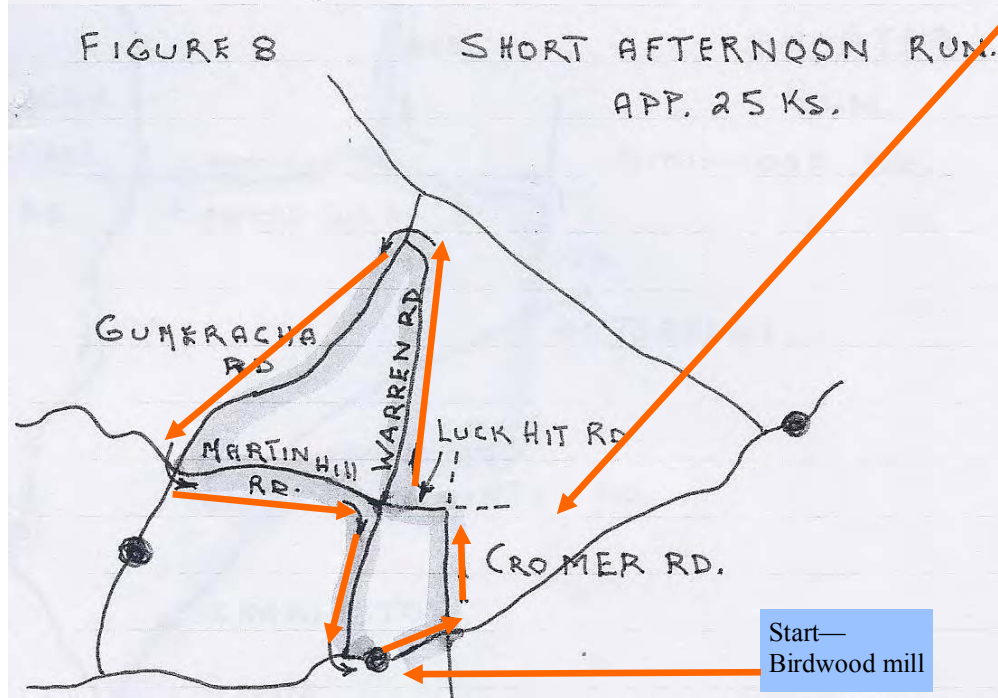 FIGURE 8
SHORT AFTERNOON RUN.
APP. 25 KS.
GUMERACHA
RD
WARREN RD
LUCK HIT RD
MARTIN HILL
RD.
CROMER RD.
Start—
Birdwood mill